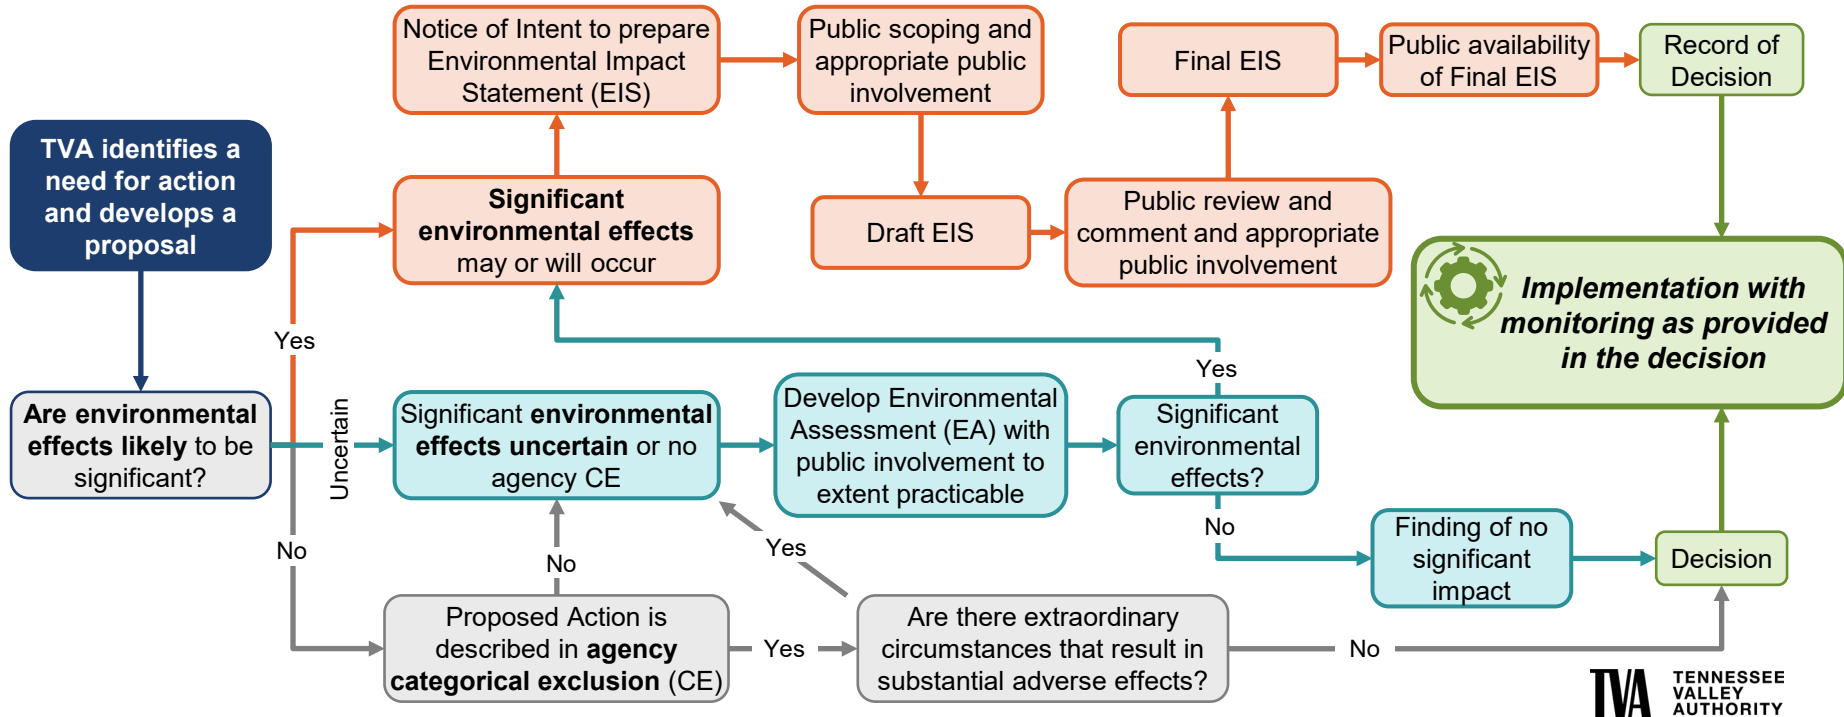 Notice of Intent to prepare
Environmental Impact
Statement (EIS)
Public scoping and
appropriate public
involvement
Final EIS
Public availability
of Final EIS
Record of
Decision
TVA identifies a
need for action
and develops a
proposal
Significant
environmental effects
may or will occur
Draft EIS
Public review and
comment and appropriate
public involvement
Implementation with
monitoring as provided
in the decision
Yes
Are environmental
effects likely to be
significant?
Uncertain
Significant environmental
effects uncertain or no
agency CE
Develop Environmental
Assessment (EA) with
public involvement to
extent practicable
Yes
Significant
environmental
effects?
No
No
Yes
No
Finding of no
significant
impact
Decision
Proposed Action is
described in agency
categorical exclusion (CE)
Yes
Are there extraordinary
circumstances that result in
substantial adverse effects?
No
TVA
TENNESSEE
VALLEY
AUTHORITY